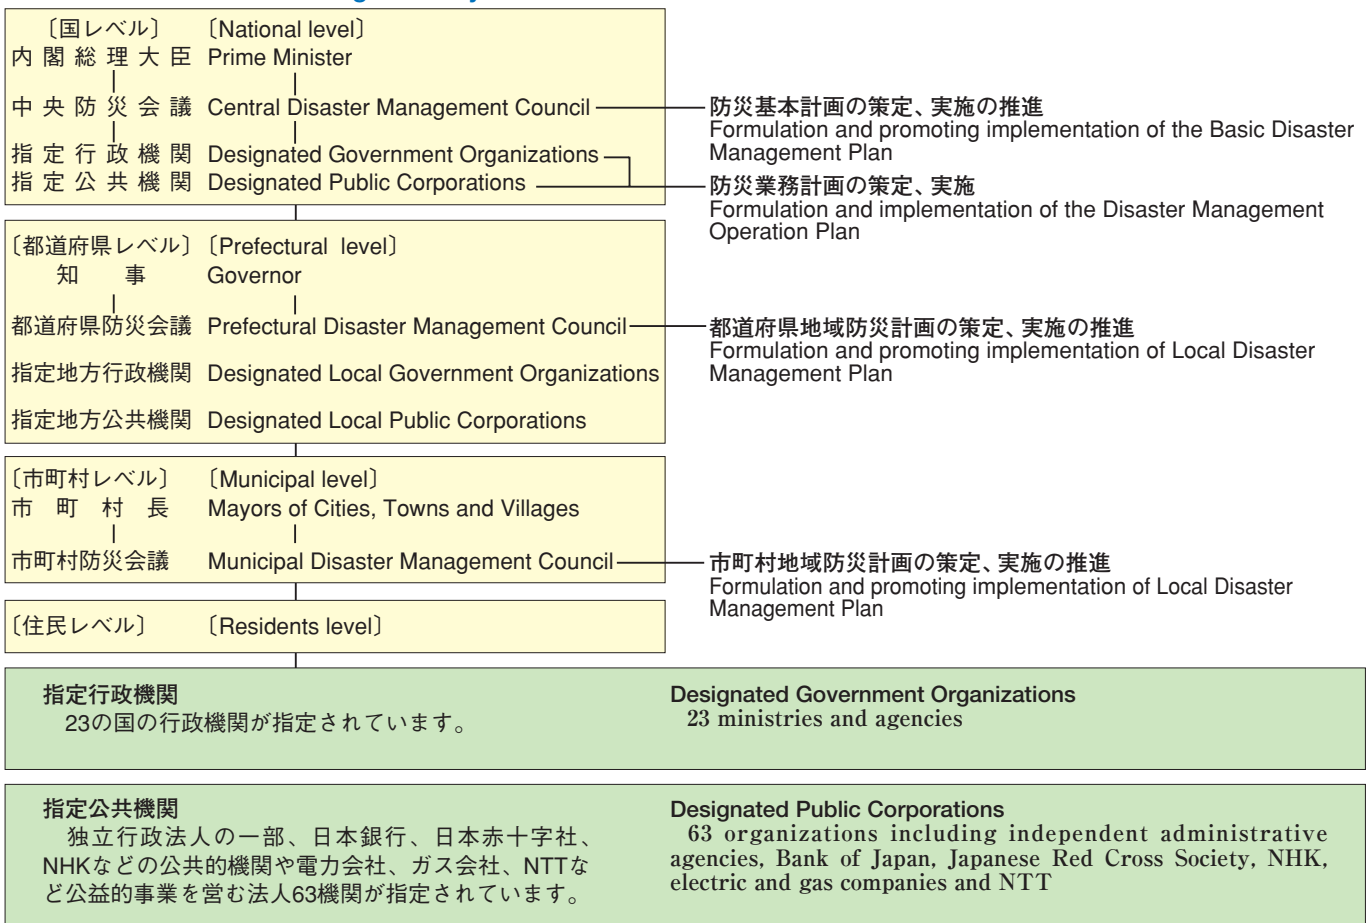 〔国レベル〕 〔National level〕
内閣総理大臣 Prime Minister
中央防災会議 Central Disaster Management Council
防災基本計画の策定、実施の推進
Formulation and promoting implementation of the Basic Disaster
Management Plan
指定行政機関 Designated Government Organizations
指定公共機関 Designated Public Corporations
防災業務計画の策定、実施
Formulation and implementation of the Disaster Management
Operation Plan
〔都道府県レベル〕 〔Prefectural level〕
知事 Governor
都道府県防災会議 Prefectural Disaster Management Council
都道府県地域防災計画の策定、実施の推進
Formulation and promoting implementation of Local Disaster
Management Plan
指定地方行政機関 Designated Local Government Organizations
指定地方公共機関 Designated Local Public Corporations
〔市町村レベル〕 〔Municipal level〕
市町村長 Mayors of Cities, Towns and Villages
市町村防災会議 Municipal Disaster Management Council
市町村地域防災計画の策定、実施の推進
Formulation and promoting implementation of Local Disaster
Management Plan
〔住民レベル〕 〔Residents level〕
指定行政機関
23の国の行政機関が指定されています。
Designated Government Organizations
23 ministries and agencies
指定公共機関
独立行政法人の一部、日本銀行、日本赤十字社、
NHKなどの公共的機関や電力会社、ガス会社、NTTな
ど公益的事業を営む法人63機関が指定されています。
Designated Public Corporations
63 organizations including independent administrative
agencies, Bank of Japan, Japanese Red Cross Society, NHK,
electric and gas companies and NTT